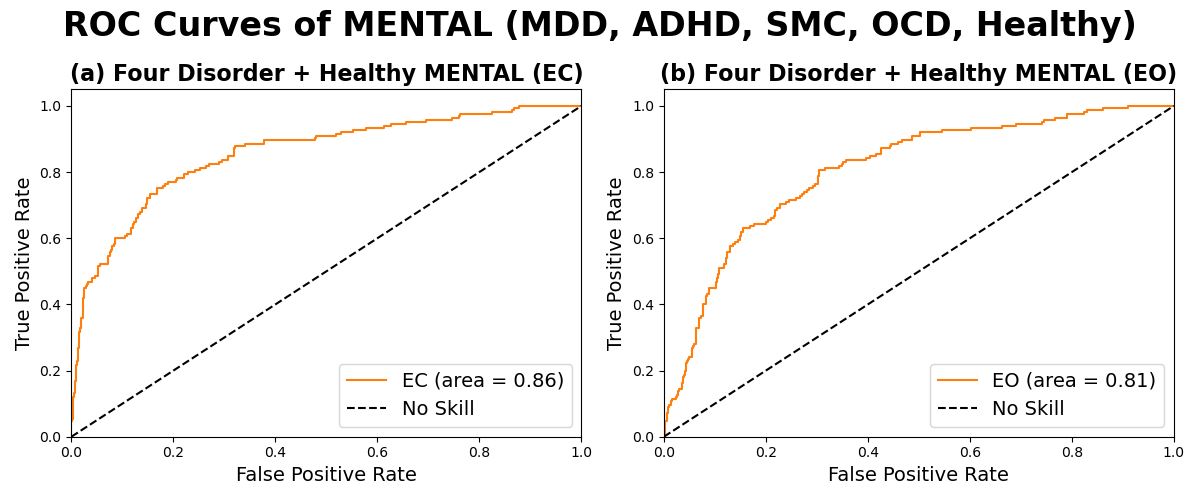 ROC Curves of MENTAL (MDD, ADHD, SMC, OCD, Healthy)
(a) Four Disorder + Healthy MENTAL (EC)
True Positive Rate
1.0
0.8
0.6
0.4
0.2
0.0
EC (area = 0.86)
No Skill
0.0 0.2 0.4 0.6 0.8 1.0
False Positive Rate
(b) Four Disorder + Healthy MENTAL (EO)
True Positive Rate
1.0
0.8
0.6
0.4
0.2
0.0
EO (area = 0.81)
No Skill
0.0 0.2 0.4 0.6 0.8 1.0
False Positive Rate